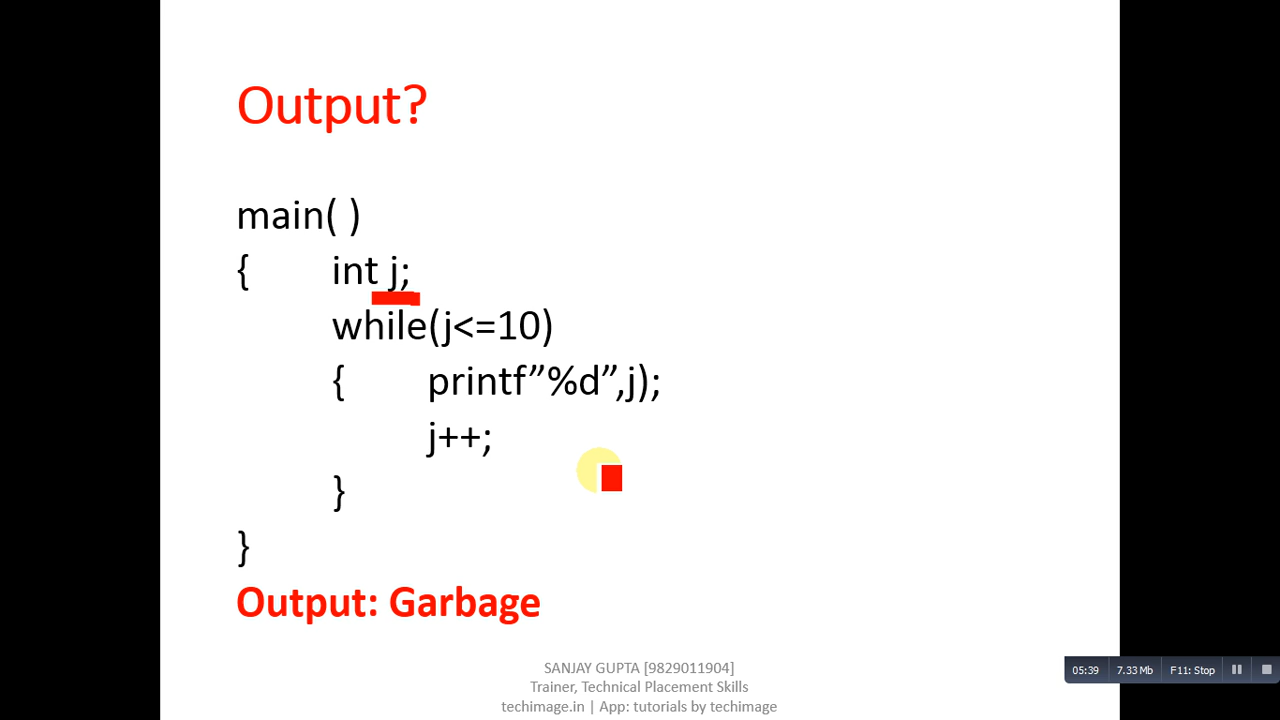 Output?
main( )
{ int j;
while(j<=10)
{ printf”%d”,j);
j++;
}
}
Output: Garbage
SANJAY GUPTA [9829011904]
Trainer, Technical Placement Skills
techimage.in | App: tutorials by techimage
05:39 7.33 Mb F11: Stop